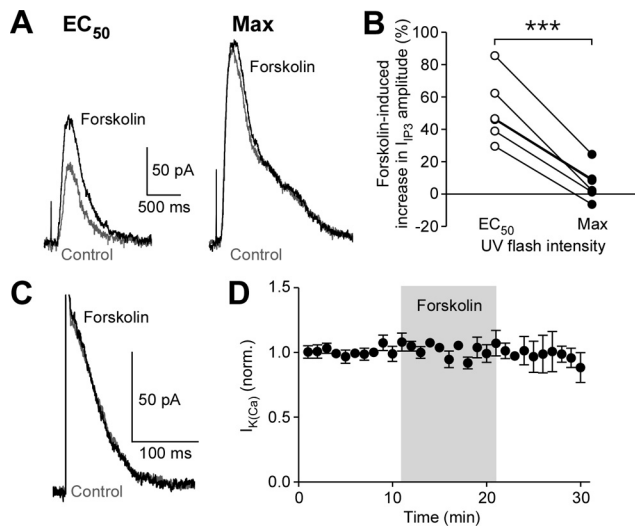 A
EC50
Max
Forskolin
Forskolin
50 pA
500 ms
Control
Control
B
***
Forskolin-induced
increase in IIP3 amplitude (%)
100
80
60
40
20
0
-20
EC50
Max
UV flash intensity
C
Forskolin
50 pA
100 ms
Control
D
Forskolin
IK(Ca) (norm.)
1.5
1.0
0.5
0.0
0
10
20
30
Time (min)